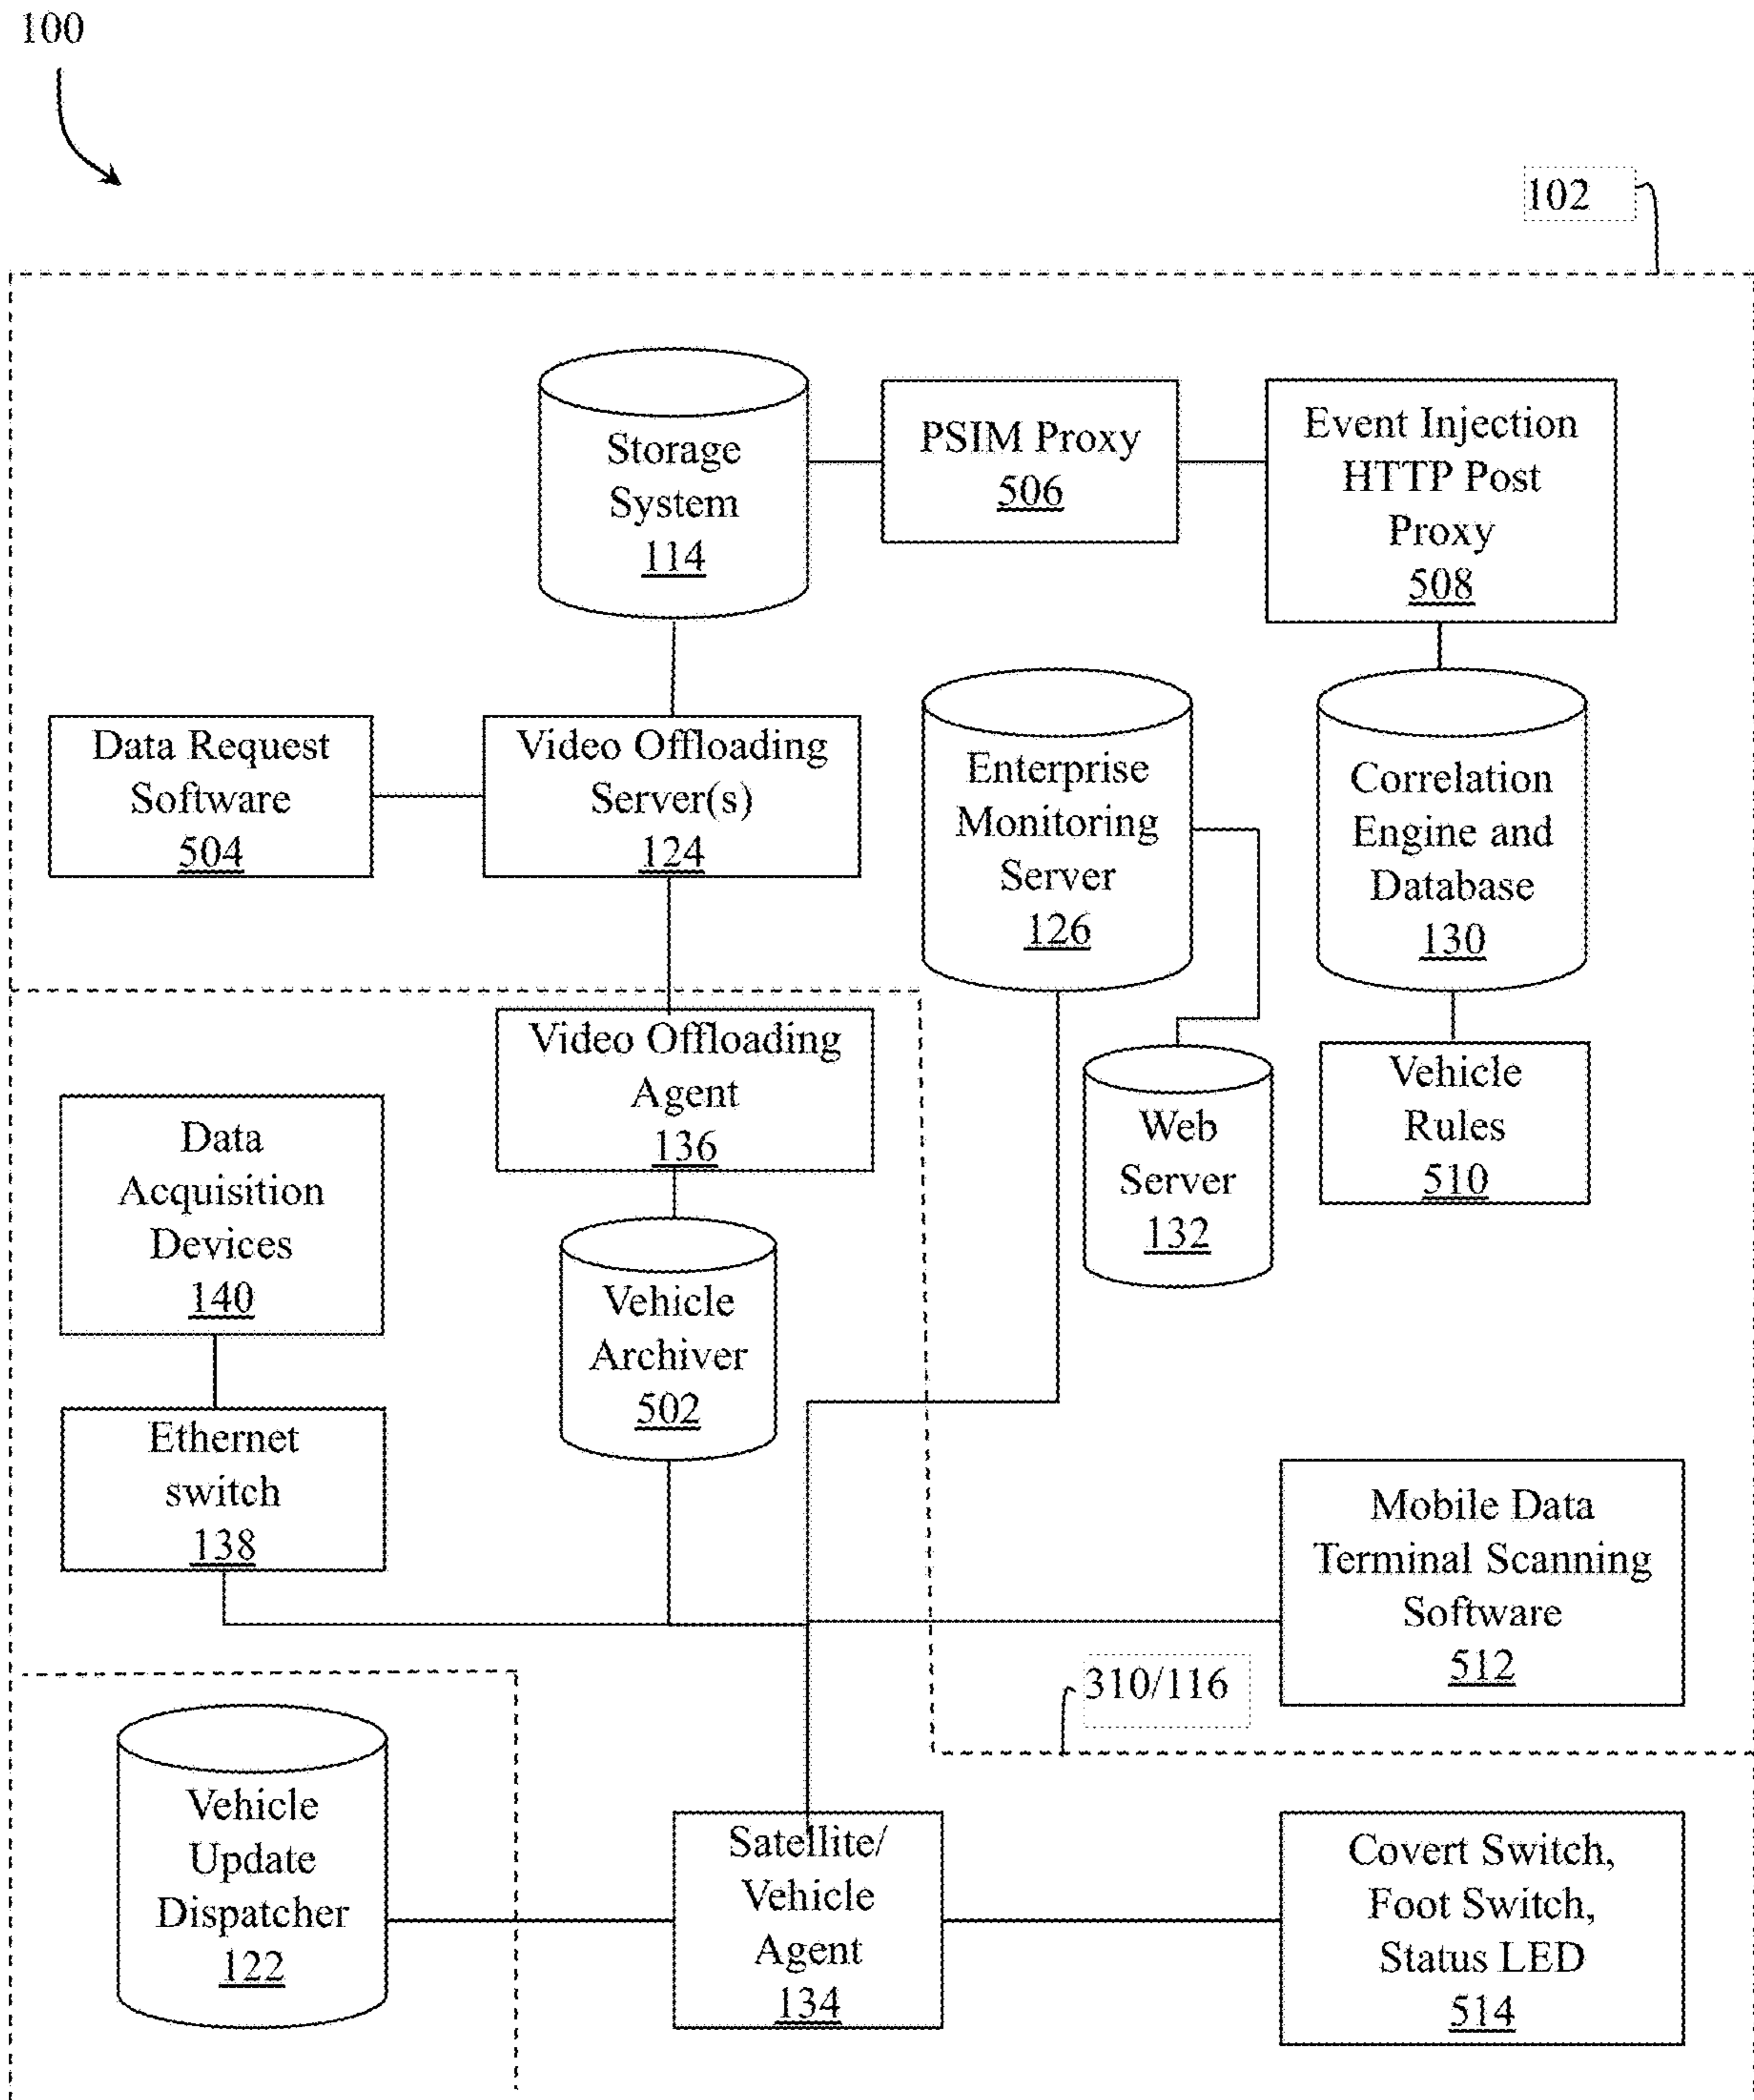 100
102
Storage
System
114
PSIM Proxy
506
Event Injection
HTTP Post
Proxy
508
Data Request
Software
504
Video Offloading
Server(s)
124
Enterprise
Monitoring
Server
126
Correlation
Engine and
Database
130
Video Offloading
Agent
136
Data
Acquisition
Devices
140
Web
Server
132
Vehicle
Rules
510
Vehicle
Archiver
502
Ethernet
switch
138
Mobile Data
Terminal Scanning
Software
512
310/116
Vehicle
Update
Dispatcher
122
Satellite/
Vehicle
Agent
134
Covert Switch,
Foot Switch,
Status LED
514